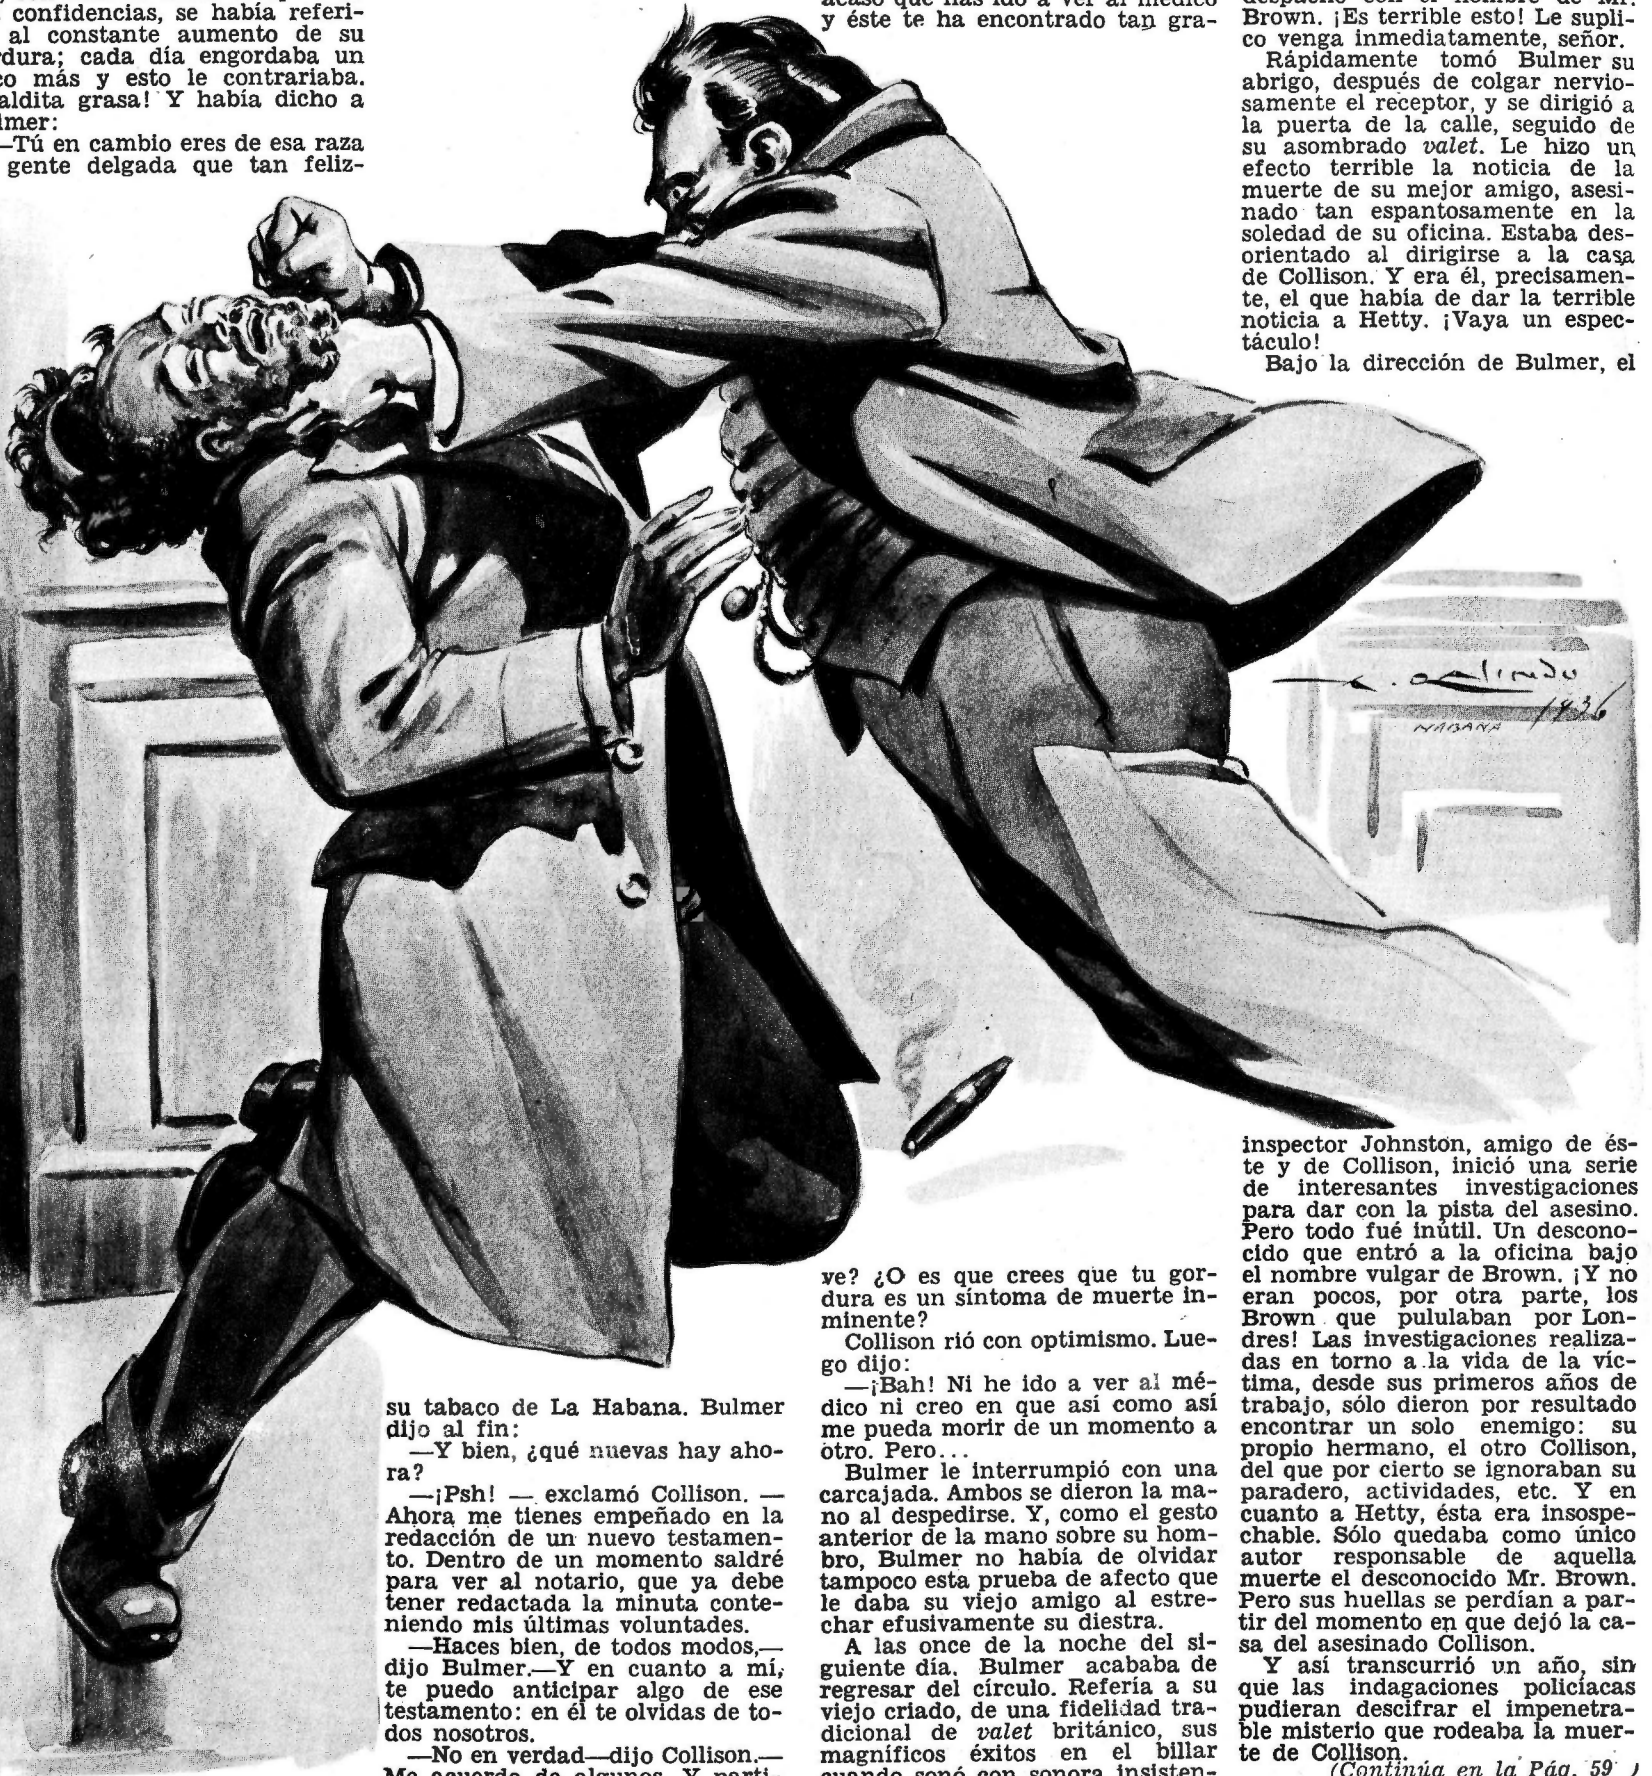 confidencias, se había referi-
al constante aumento de su
dura; cada día engordaba un
co más y esto le contrariaba.
aldita grasa! Y había dicho a
lmer:
—Tú en cambio eres de esa raza
gente delgada que tan feliz-
su tabaco de La Habana. Bulmer
dijo al fin:
—Y bien, ¿qué nuevas hay aho-
ra?
—¡Psh! — exclamó Collison. —
Ahora me tienes empeñado en la
redacción de un nuevo testamen-
to. Dentro de un momento saldré
para ver al notario, que ya debe
tener redactada la minuta conte-
niendo mis últimas voluntades.
—Haces bien, de todos modos,—
dijo Bulmer.—Y en cuanto a mí,
te puedo anticipar algo de ese
testamento: en él te olvidas de to-
dos nosotros.
—No en verdad—dijo Collison.—
Me acuerdo de algunos. Y parti-
acaso que has ido a ver al médico
y éste te ha encontrado tan gra-
ve? ¿O es que crees que tu gor-
dura es un síntoma de muerte in-
minente?
Collison rió con optimismo. Lue-
go dijo:
—¡Bah! Ni he ido a ver al mé-
dico ni creo en que así como así
me pueda morir de un momento a
otro. Pero...
Bulmer le interrumpió con una
carcajada. Ambos se dieron la ma-
no al despedirse. Y, como el gesto
anterior de la mano sobre su hom-
bro, Bulmer no había de olvidar
tampoco esta prueba de afecto que
le daba su viejo amigo al estre-
char efusivamente su diestra.
A las once de la noche del si-
guiente día, Bulmer acababa de
regresar del círculo. Refería a su
viejo criado, de una fidelidad tra-
dicional de valet británico, sus
magníficos éxitos en el billar
cuando sonó con sonora insisten-
despacho con el nombre de Mr.
Brown. ¡Es terrible esto! Le supli-
co venga inmediatamente, señor.
Rápidamente tomó Bulmer su
abrigo, después de colgar nervio-
samente el receptor, y se dirigió a
la puerta de la calle, seguido de
su asombrado valet. Le hizo un
efecto terrible la noticia de la
muerte de su mejor amigo, asesi-
nado tan espantosamente en la
soledad de su oficina. Estaba des-
orientado al dirigirse a la casa
de Collison. Y era él, precisamen-
te, el que había de dar la terrible
noticia a Hetty. ¡Vaya un espec-
táculo!
Bajo la dirección de Bulmer, el
HABANA 1936
inspector Johnston, amigo de és-
te y de Collison, inició una serie
de interesantes investigaciones
para dar con la pista del asesino.
Pero todo fué inútil. Un descono-
cido que entró a la oficina bajo
el nombre vulgar de Brown. ¡Y no
eran pocos, por otra parte, los
Brown que pululaban por Lon-
dres! Las investigaciones realiza-
das en torno a la vida de la víc-
tima, desde sus primeros años de
trabajo, sólo dieron por resultado
encontrar un solo enemigo: su
propio hermano, el otro Collison,
del que por cierto se ignoraban su
paradero, actividades, etc. Y en
cuanto a Hetty, ésta era insospe-
chable. Sólo quedaba como único
autor responsable de aquella
muerte el desconocido Mr. Brown.
Pero sus huellas se perdían a par-
tir del momento en que dejó la ca-
sa del asesinado Collison.
Y así transcurrió un año, sin
que las indagaciones policíacas
pudieran descifrar el impenetra-
ble misterio que rodeaba la muer-
te de Collison.
(Continúa en la Pág. 59 )